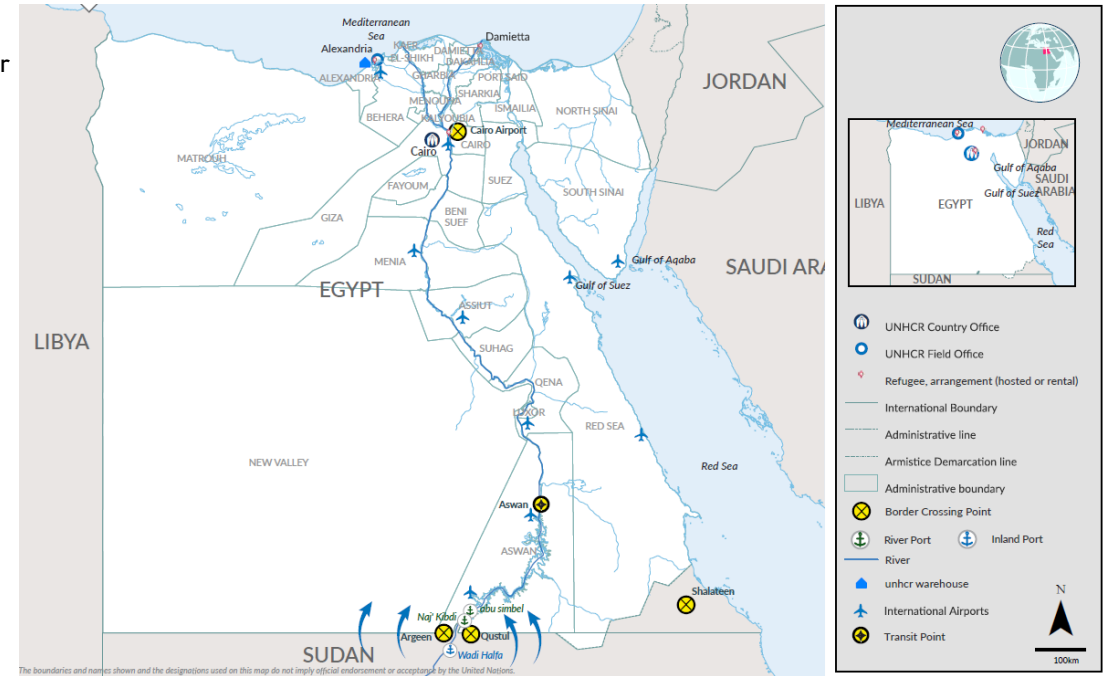 r
Mediterranean
Sea
Alexandria
Damietta
KAFR
EL-SHIKH
DAMIETTA
DAKAHLIA
ALEXANDRIA
GHARBIA
PORT SAID
SHARKIA
MENOUFIA
ISMAILIA
NORTH SINAI
BEHERA
KALYOUBIA
Cairo Airport
Cairo
CAIRO
MATROUH
FAYOUM
SUEZ
SOUTH SINAI
GIZA
BENI
SUEF
MENIA
Gulf of Aqaba
Gulf of Suez
JORDAN
SAUDI ARA
EGYPT
ASSIUT
LIBYA
SUHAG
QENA
LUXOR
RED SEA
NEW VALLEY
Red Sea
Aswan
ASWAN
Shalateen
abu simbel
Naj' Kibdi
Argeen
Qustul
SUDAN
Wadi Halfa
The boundaries and names shown and the designations used on this map do not imply official endorsement or acceptance by the United Nations.
Mediterranean Sea
JORDAN
Gulf of Aqaba
SAUDI
ARABIA
Gulf of Suez
LIBYA
EGYPT
Red
Sea
SUDAN
UNHCR Country Office
UNHCR Field Office
Refugee, arrangement (hosted or rental)
International Boundary
Administrative line
Armistice Demarcation line
Administrative boundary
Border Crossing Point
River Port
Inland Port
River
unhcr warehouse
International Airports
Transit Point
N
100km